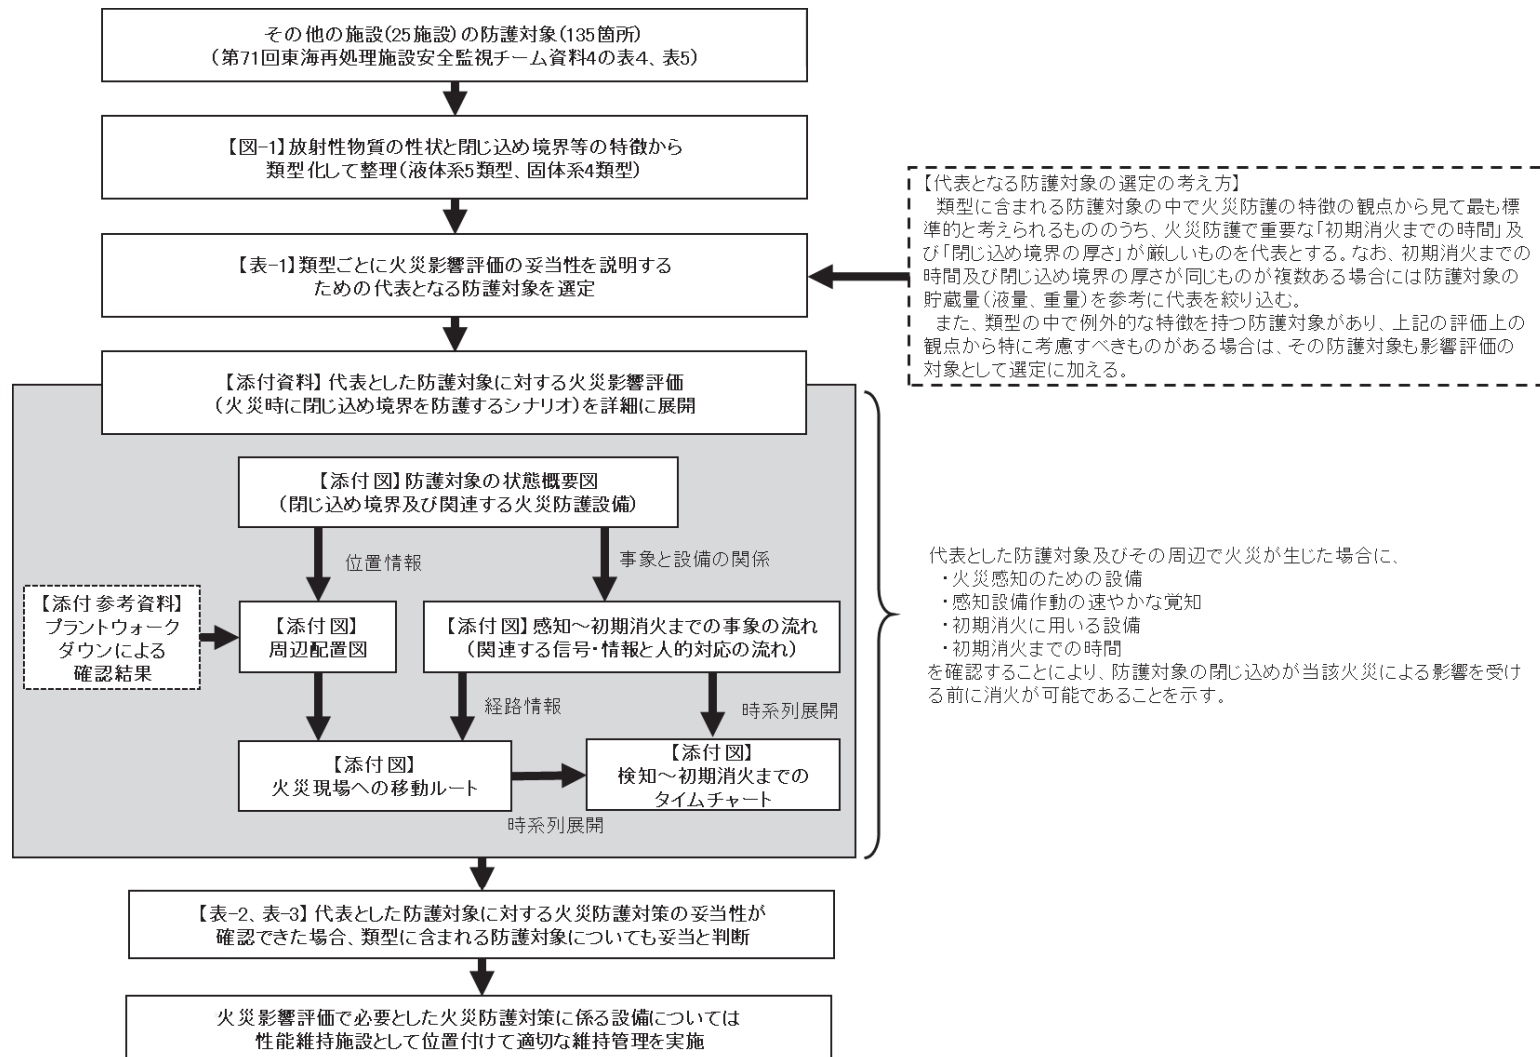 その他の施設(25施設)の防護対象(135箇所)
(第71回東海再処理施設安全監視チーム資料4の表4、表5)
【図-1】放射性物質の性状と閉じ込め境界等の特徴から
類型化して整理(液体系5類型、固体系4類型)
【表-1】類型ごとに火災影響評価の妥当性を説明する
ための代表となる防護対象を選定
【代表となる防護対象の選定の考え方】
類型に含まれる防護対象の中で火災防護の特徴の観点から見て最も標
準的と考えられるもののうち、火災防護で重要な「初期消火までの時間」及
び「閉じ込め境界の厚さ」が厳しいものを代表とする。なお、初期消火までの
時間及び閉じ込め境界の厚さが同じものが複数ある場合には防護対象の
貯蔵量(液量、重量)を参考に代表を絞り込む。
また、類型の中で例外的な特徴を持つ防護対象があり、上記の評価上の
観点から特に考慮すべきものがある場合は、その防護対象も影響評価の
対象として選定に加える。
【添付資料】代表とした防護対象に対する火災影響評価
(火災時に閉じ込め境界を防護するシナリオ)を詳細に展開
【添付図】防護対象の状態概要図
(閉じ込め境界及び関連する火災防護設備)
位置情報
事象と設備の関係
【添付参考資料】
プラントウォーク
ダウンによる
確認結果
【添付図】
周辺配置図
【添付図】感知～初期消火までの事象の流れ
(関連する信号・情報と人的対応の流れ)
経路情報
時系列展開
【添付図】
火災現場への移動ルート
【添付図】
検知～初期消火までの
タイムチャート
時系列展開
代表とした防護対象及びその周辺で火災が生じた場合に、
・火災感知のための設備
・感知設備作動の速やかな覚知
・初期消火に用いる設備
・初期消火までの時間
を確認することにより、防護対象の閉じ込めが当該火災による影響を受け
る前に消火が可能であることを示す。
【表-2、表-3】代表とした防護対象に対する火災防護対策の妥当性が
確認できた場合、類型に含まれる防護対象についても妥当と判断
火災影響評価で必要とした火災防護対策に係る設備については
性能維持施設として位置付けて適切な維持管理を実施